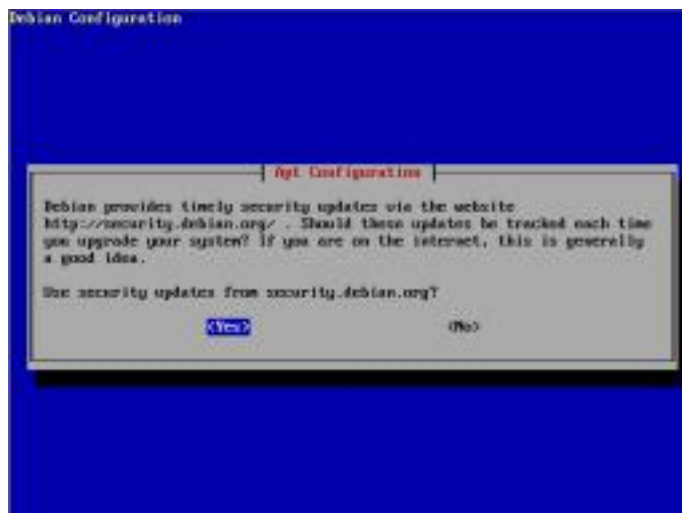 Debian Configuration
Apt Configuration
Debian provides timely security updates via the website
http://security.debian.org/ . Should these updates be tracked each time
you upgrade your system? If you are on the internet, this is generally
a good idea.
Use security updates from security.debian.org?
<Yes> <No>